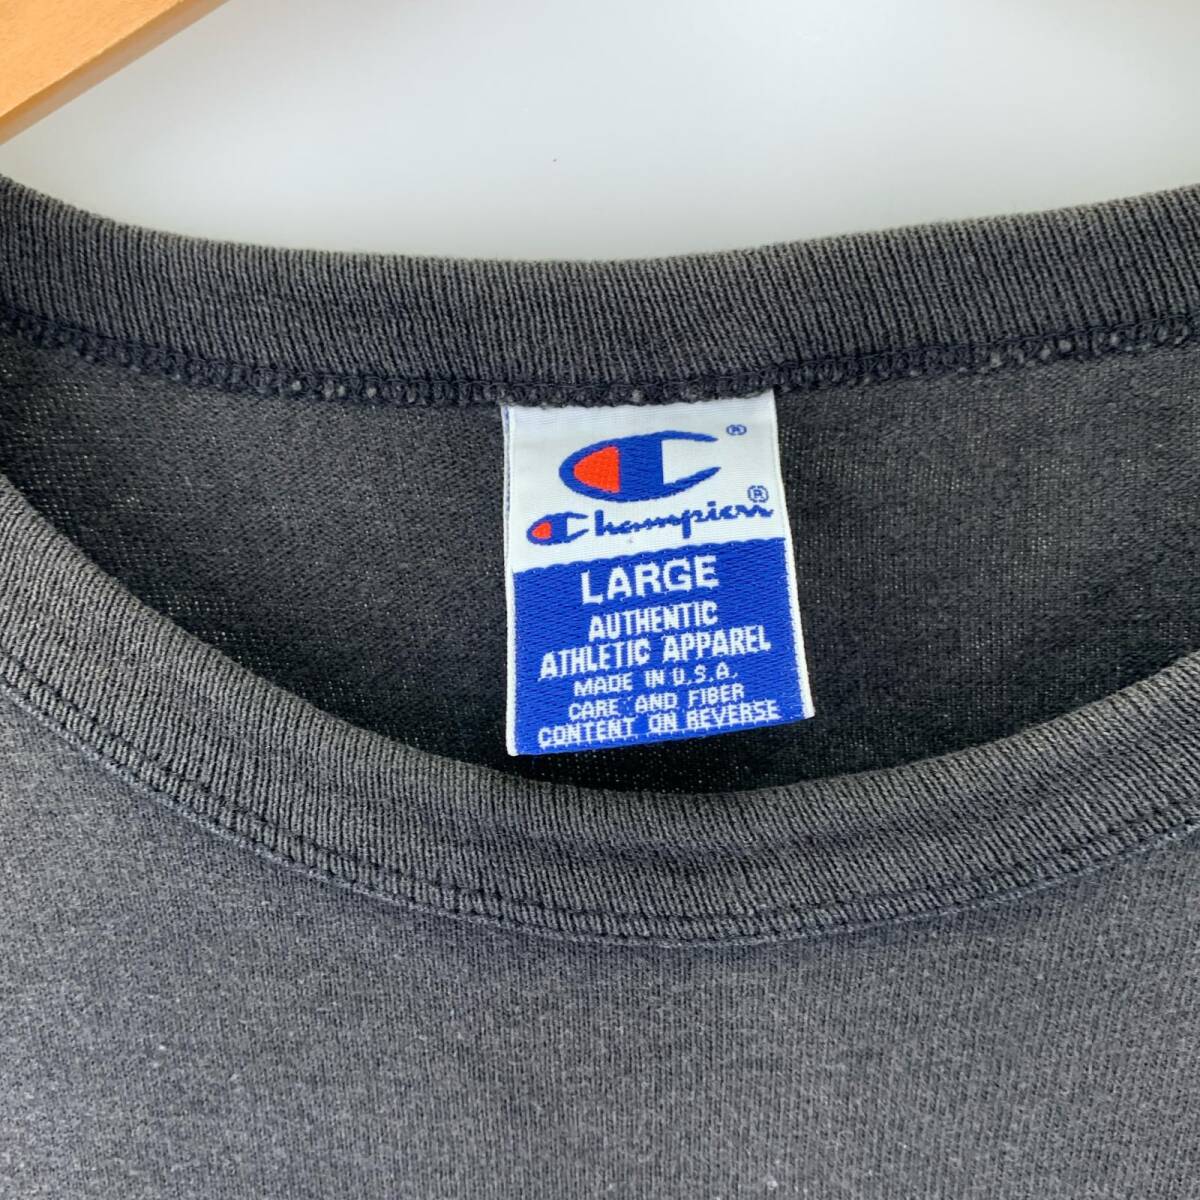 ®
Champion®
LARGE
AUTHENTIC
ATHLETIC APPAREL
MADE IN U.S.A.
CARE AND FIBER
CONTENT ON REVERSE